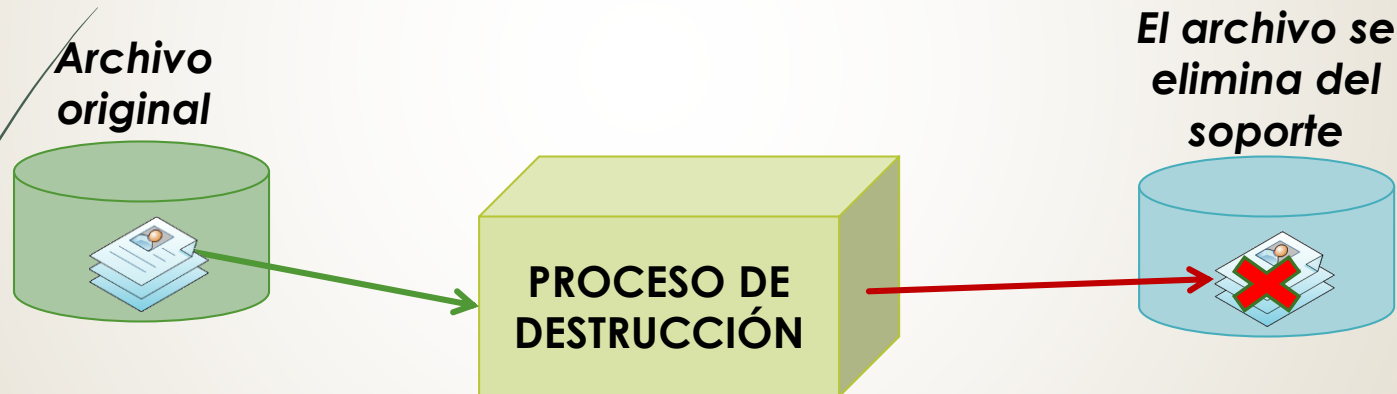 Archivo
original
PROCESO DE
DESTRUCCIÓN
El archivo se
elimina del
soporte